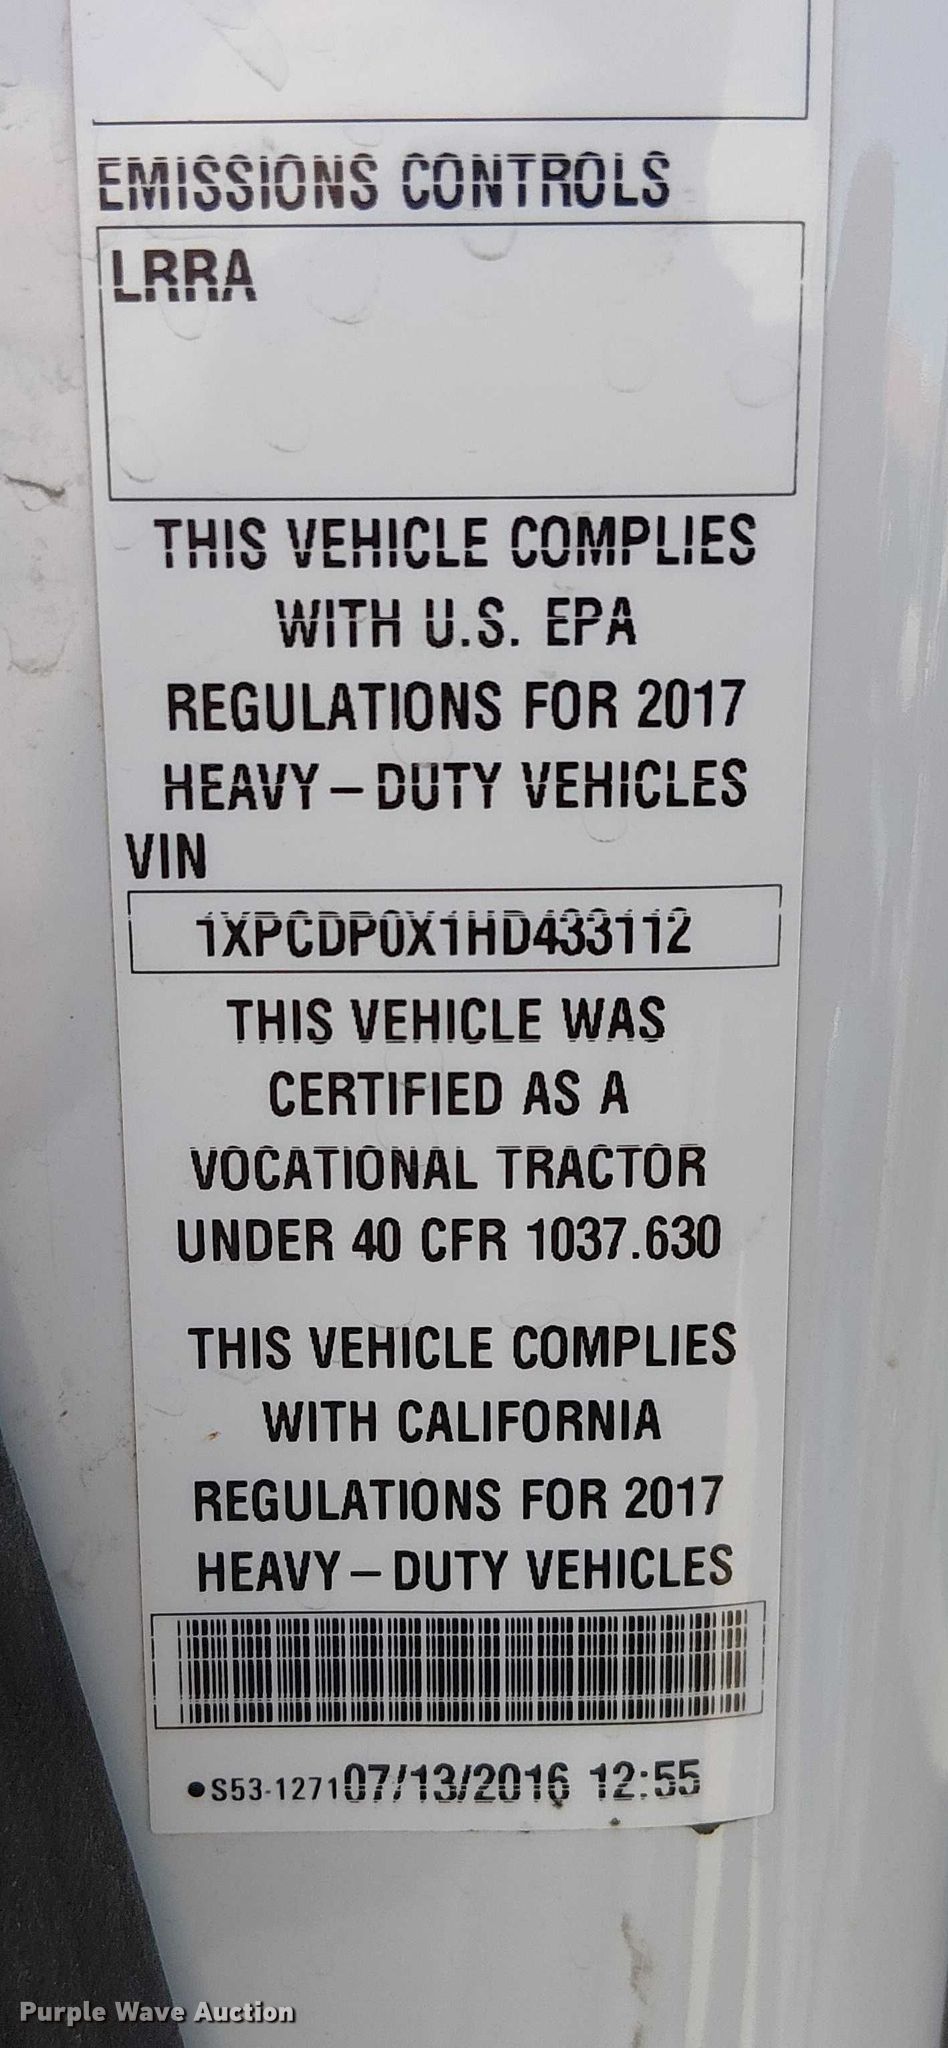 EMISSIONS CONTROLS
LRRA
THIS VEHICLE COMPLIES
WITH U.S. EPA
REGULATIONS FOR 2017
HEAVY-DUTY VEHICLES
VIN
1XPCDP0X1HD433112
THIS VEHICLE WAS
CERTIFIED AS A
VOCATIONAL TRACTOR
UNDER 40 CFR 1037.630
THIS VEHICLE COMPLIES
WITH CALIFORNIA
REGULATIONS FOR 2017
HEAVY-DUTY VEHICLES
●S53-1271 07/13/2016 12:55
Purple Wave Auction